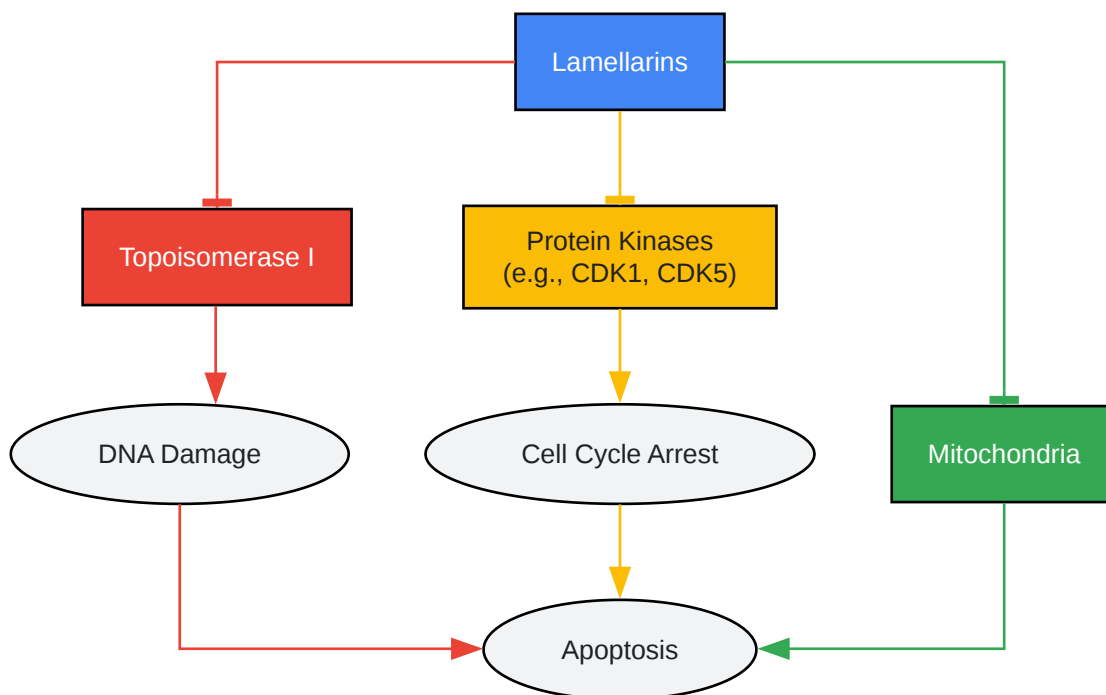 Lamellarins
Topoisomerase I
Protein Kinases
(e.g., CDK1, CDK5)
DNA Damage
Cell Cycle Arrest
Mitochondria
Apoptosis